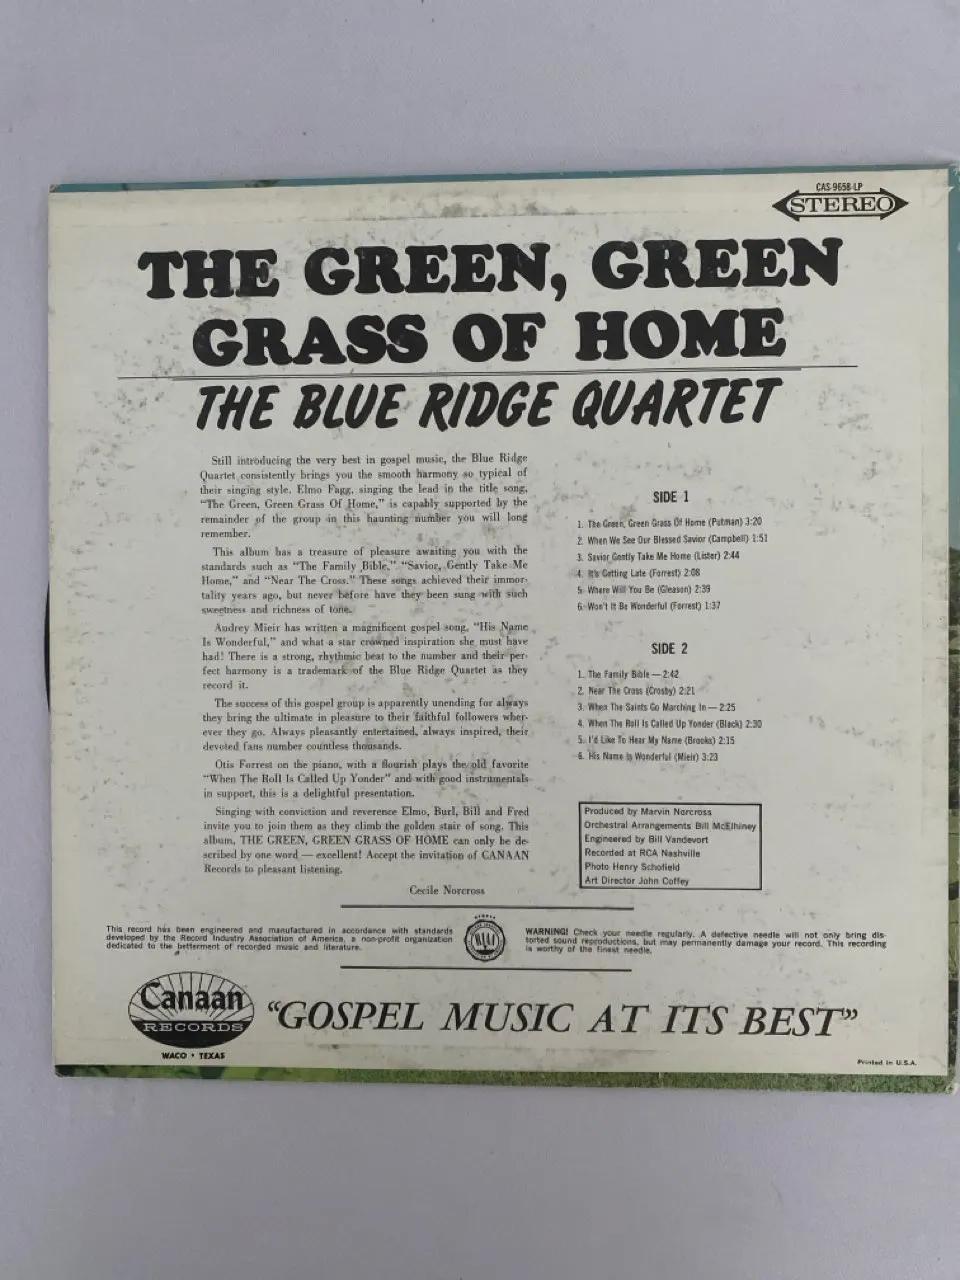 CAS-9658-LP
STEREO
THE GREEN, GREEN
GRASS OF HOME
THE BLUE RIDGE QUARTET
Still introducing the very best in gospel music, the Blue Ridge
Quartet consistently brings you the smooth harmony so typical of
their singing style. Elmo Fagg, singing the lead in the title song,
"The Green, Green Grass Of Home," is capably supported by the
remainder of the group in this haunting number you will long
remember.
This album has a treasure of pleasure awaiting you with the
standards such as "The Family Bible," "Savior, Gently Take Me
Home," and "Near The Cross." These songs achieved their immor-
tality years ago, but never before have they been sung with such
sweetness and richness of tone.
Audrey Mieir has written a magnificent gospel song, "His Name
Is Wonderful," and what a star crowned inspiration she must have
had! There is a strong, rhythmic beat to the number and their per-
fect harmony is a trademark of the Blue Ridge Quartet as they
record it.
The success of this gospel group is apparently unending for always
they bring the ultimate in pleasure to their faithful followers wher-
ever they go. Always pleasantly entertained, always inspired, their
devoted fans number countless thousands.
Otis Forrest on the piano, with a flourish plays the old favorite
"When The Roll Is Called Up Yonder" and with good instrumentals
in support, this is a delightful presentation.
Singing with conviction and reverence Elmo, Burl, Bill and Fred
invite you to join them as they climb the golden stair of song. This
album, THE GREEN, GREEN GRASS OF HOME can only be de-
scribed by one word — excellent! Accept the invitation of CANAAN
Records to pleasant listening.
Cecile Norcross
SIDE 1
1. The Green, Green Grass Of Home (Putman) 3:20
2. When We See Our Blessed Savior (Campbell) 1:51
3. Savior Gently Take Me Home (Lister) 2:44
4. It's Getting Late (Forrest) 2:08
5. Where Will You Be (Gleason) 2:39
6. Won't It Be Wonderful (Forrest) 1:37
SIDE 2
1. The Family Bible — 2:42
2. Near The Cross (Crosby) 2:21
3. When The Saints Go Marching In — 2:25
4. When The Roll Is Called Up Yonder (Black) 2:30
5. I'd Like To Hear My Name (Brooks) 2:15
6. His Name Is Wonderful (Mieir) 3:23
Produced by Marvin Norcross
Orchestral Arrangements Bill McElhiney
Engineered by Bill Vandevort
Recorded at RCA Nashville
Photo Henry Schofield
Art Director John Coffey
This record has been engineered and manufactured in accordance with standards
developed by the Record Industry Association of America, a non-profit organization
dedicated to the betterment of recorded music and literature.
WARNING! Check your needle regularly. A defective needle will not only bring dis-
torted sound reproductions, but may permanently damage your record. This recording
is worthy of the finest needle.
Canaan
RECORDS
WACO • TEXAS
"GOSPEL MUSIC AT ITS BEST"
Printed in U.S.A.